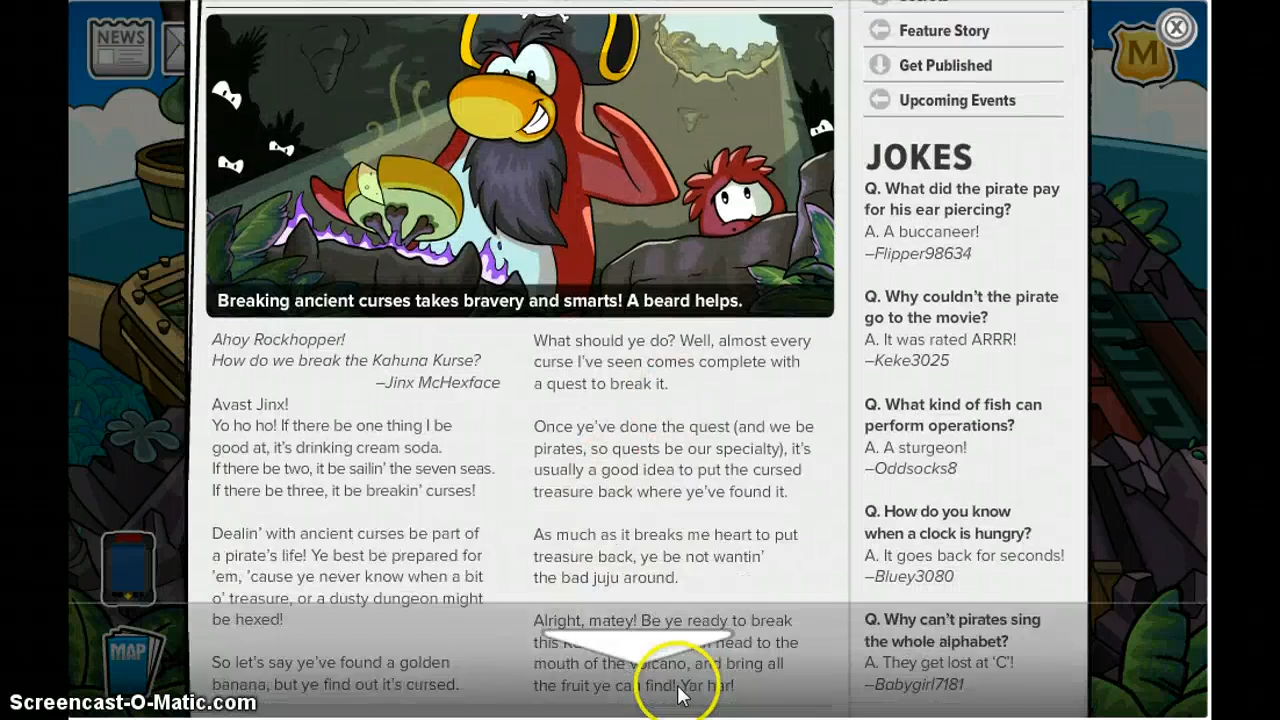 NEWS
M
Feature Story
Get Published
Upcoming Events
Breaking ancient curses takes bravery and smarts! A beard helps.
Ahoy Rockhopper!
How do we break the Kahuna Kurse?
–Jinx McHexface
Avast Jinx!
Yo ho ho! If there be one thing I be
good at, it's drinking cream soda.
If there be two, it be sailin' the seven seas.
If there be three, it be breakin' curses!
Dealin' with ancient curses be part of
a pirate's life! Ye best be prepared for
'em, 'cause ye never know when a bit
o' treasure, or a dusty dungeon might
be hexed!
So let's say ye've found a golden
banana, but ye find out it's cursed.
What should ye do? Well, almost every
curse I've seen comes complete with
a quest to break it.
Once ye've done the quest (and we be
pirates, so quests be our specialty), it's
usually a good idea to put the cursed
treasure back where ye've found it.
As much as it breaks me heart to put
treasure back, ye be not wantin'
the bad juju around.
Alright, matey! Be ye ready to break
this head to the
mouth of the volcano, and bring all
the fruit ye can find! Yar har!
JOKES
Q. What did the pirate pay
for his ear piercing?
A. A buccaneer!
–Flipper98634
Q. Why couldn't the pirate
go to the movie?
A. It was rated ARRR!
–Keke3025
Q. What kind of fish can
perform operations?
A. A sturgeon!
–Oddsocks8
Q. How do you know
when a clock is hungry?
A. It goes back for seconds!
–Bluey3080
Q. Why can't pirates sing
the whole alphabet?
A. They get lost at 'C'!
–Babygirl7181
MAP
Screencast-O-Matic.com